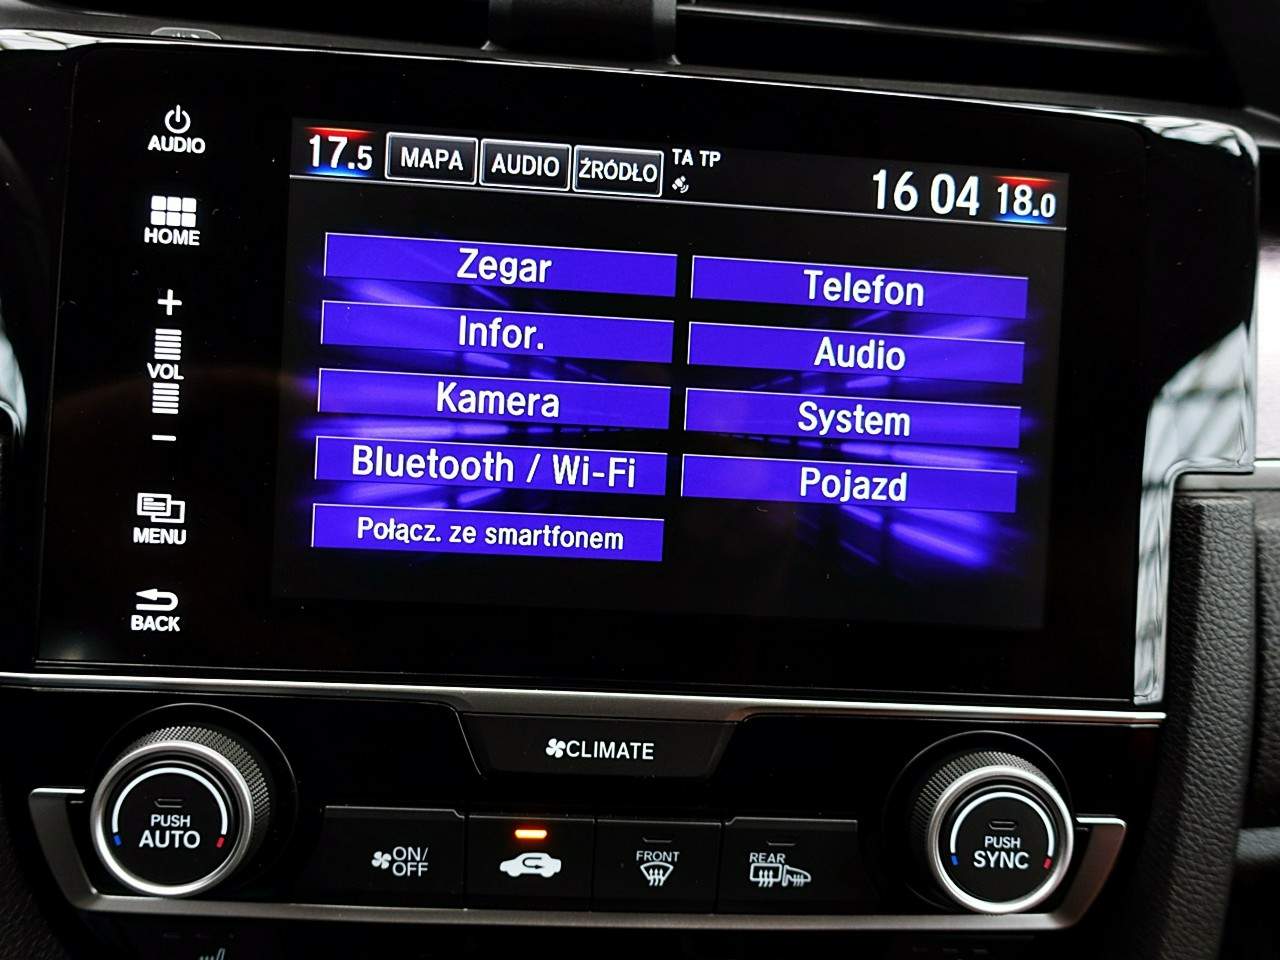 AUDIO
HOME
+
VOL
−
MENU
BACK
17.5 MAPA AUDIO ŹRÓDŁO TA TP 16 04 18.0
Zegar
Telefon
Infor.
Audio
Kamera
System
Bluetooth / Wi-Fi
Pojazd
Połącz. ze smartfonem
CLIMATE
PUSH
AUTO
ON/
OFF
FRONT
REAR
PUSH
SYNC